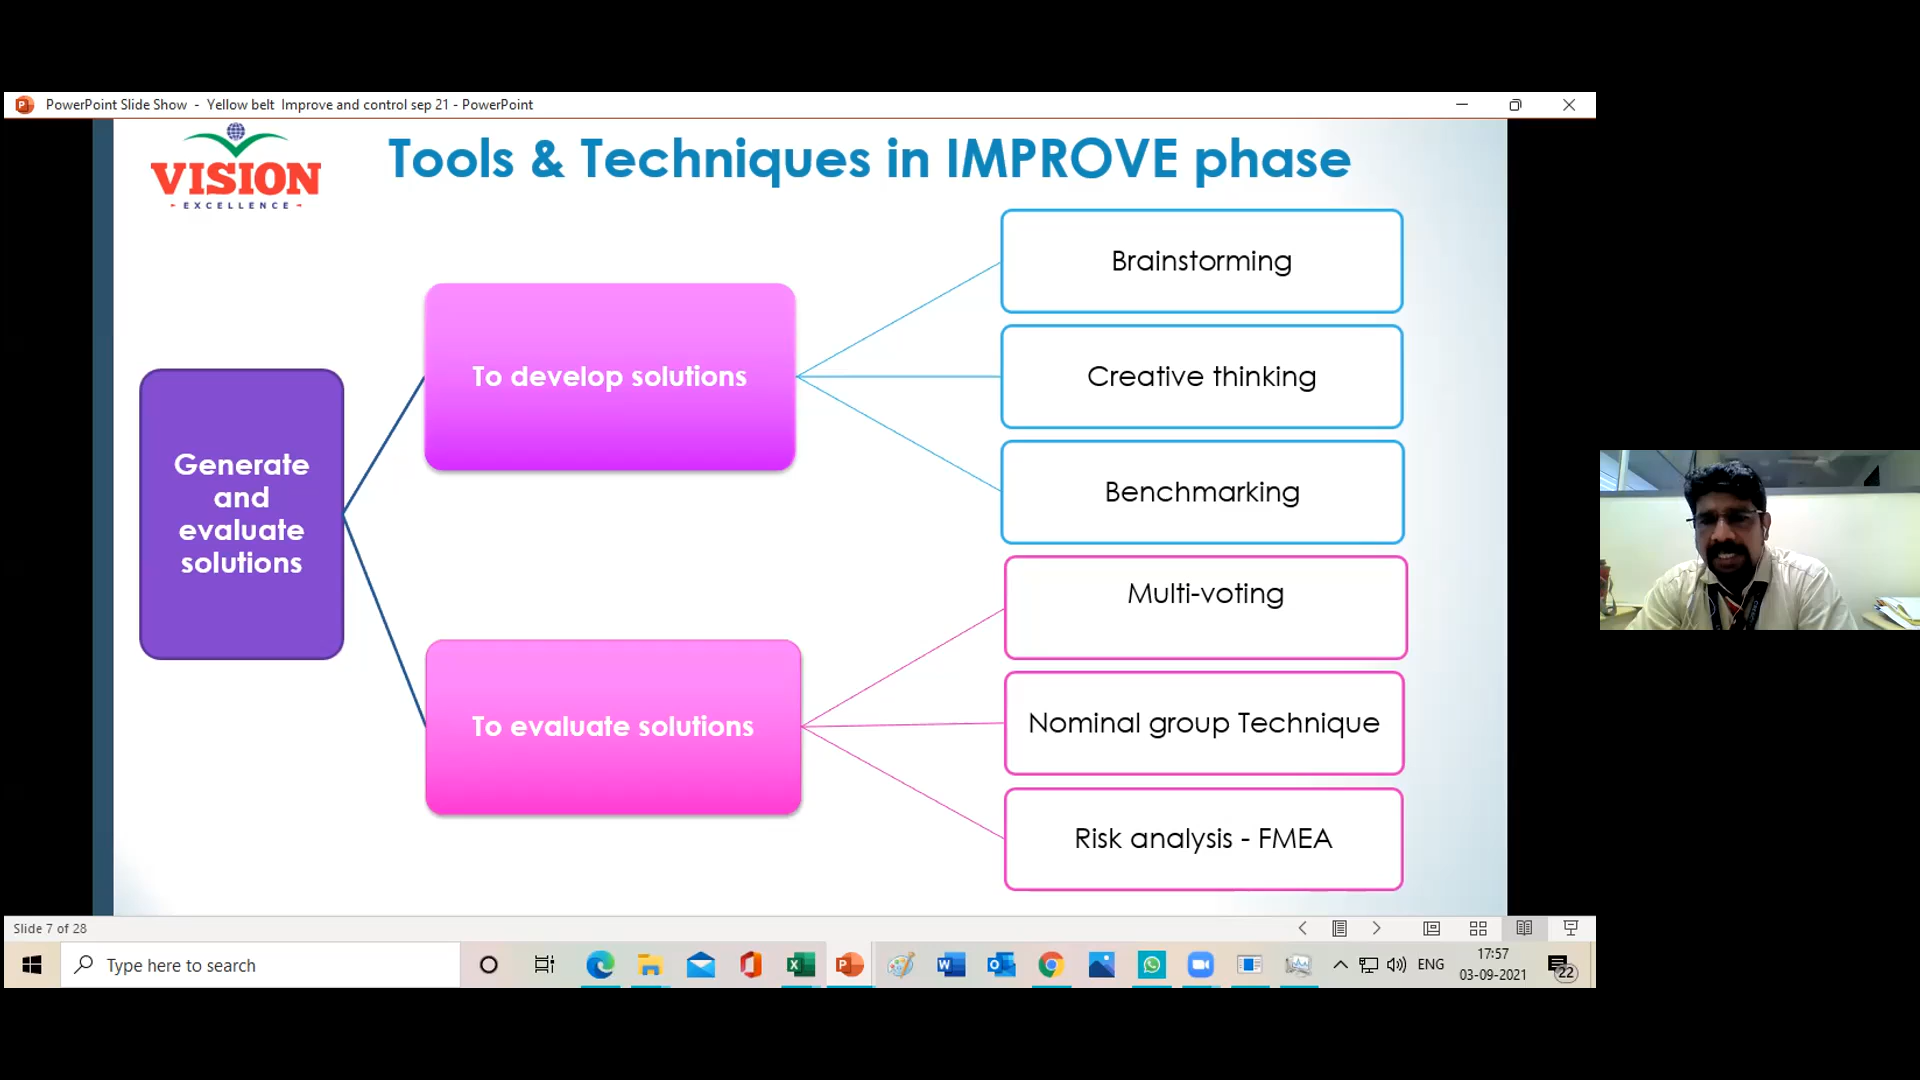 PowerPoint Slide Show - Yellow belt Improve and control sep 21 - PowerPoint
VISION
EXCELLENCE
Tools & Techniques in IMPROVE phase
Generate
and
evaluate
solutions
To develop solutions
Brainstorming
Creative thinking
Benchmarking
To evaluate solutions
Multi-voting
Nominal group Technique
Risk analysis - FMEA
Slide 7 of 28
Type here to search
ENG
17:57
03-09-2021
22